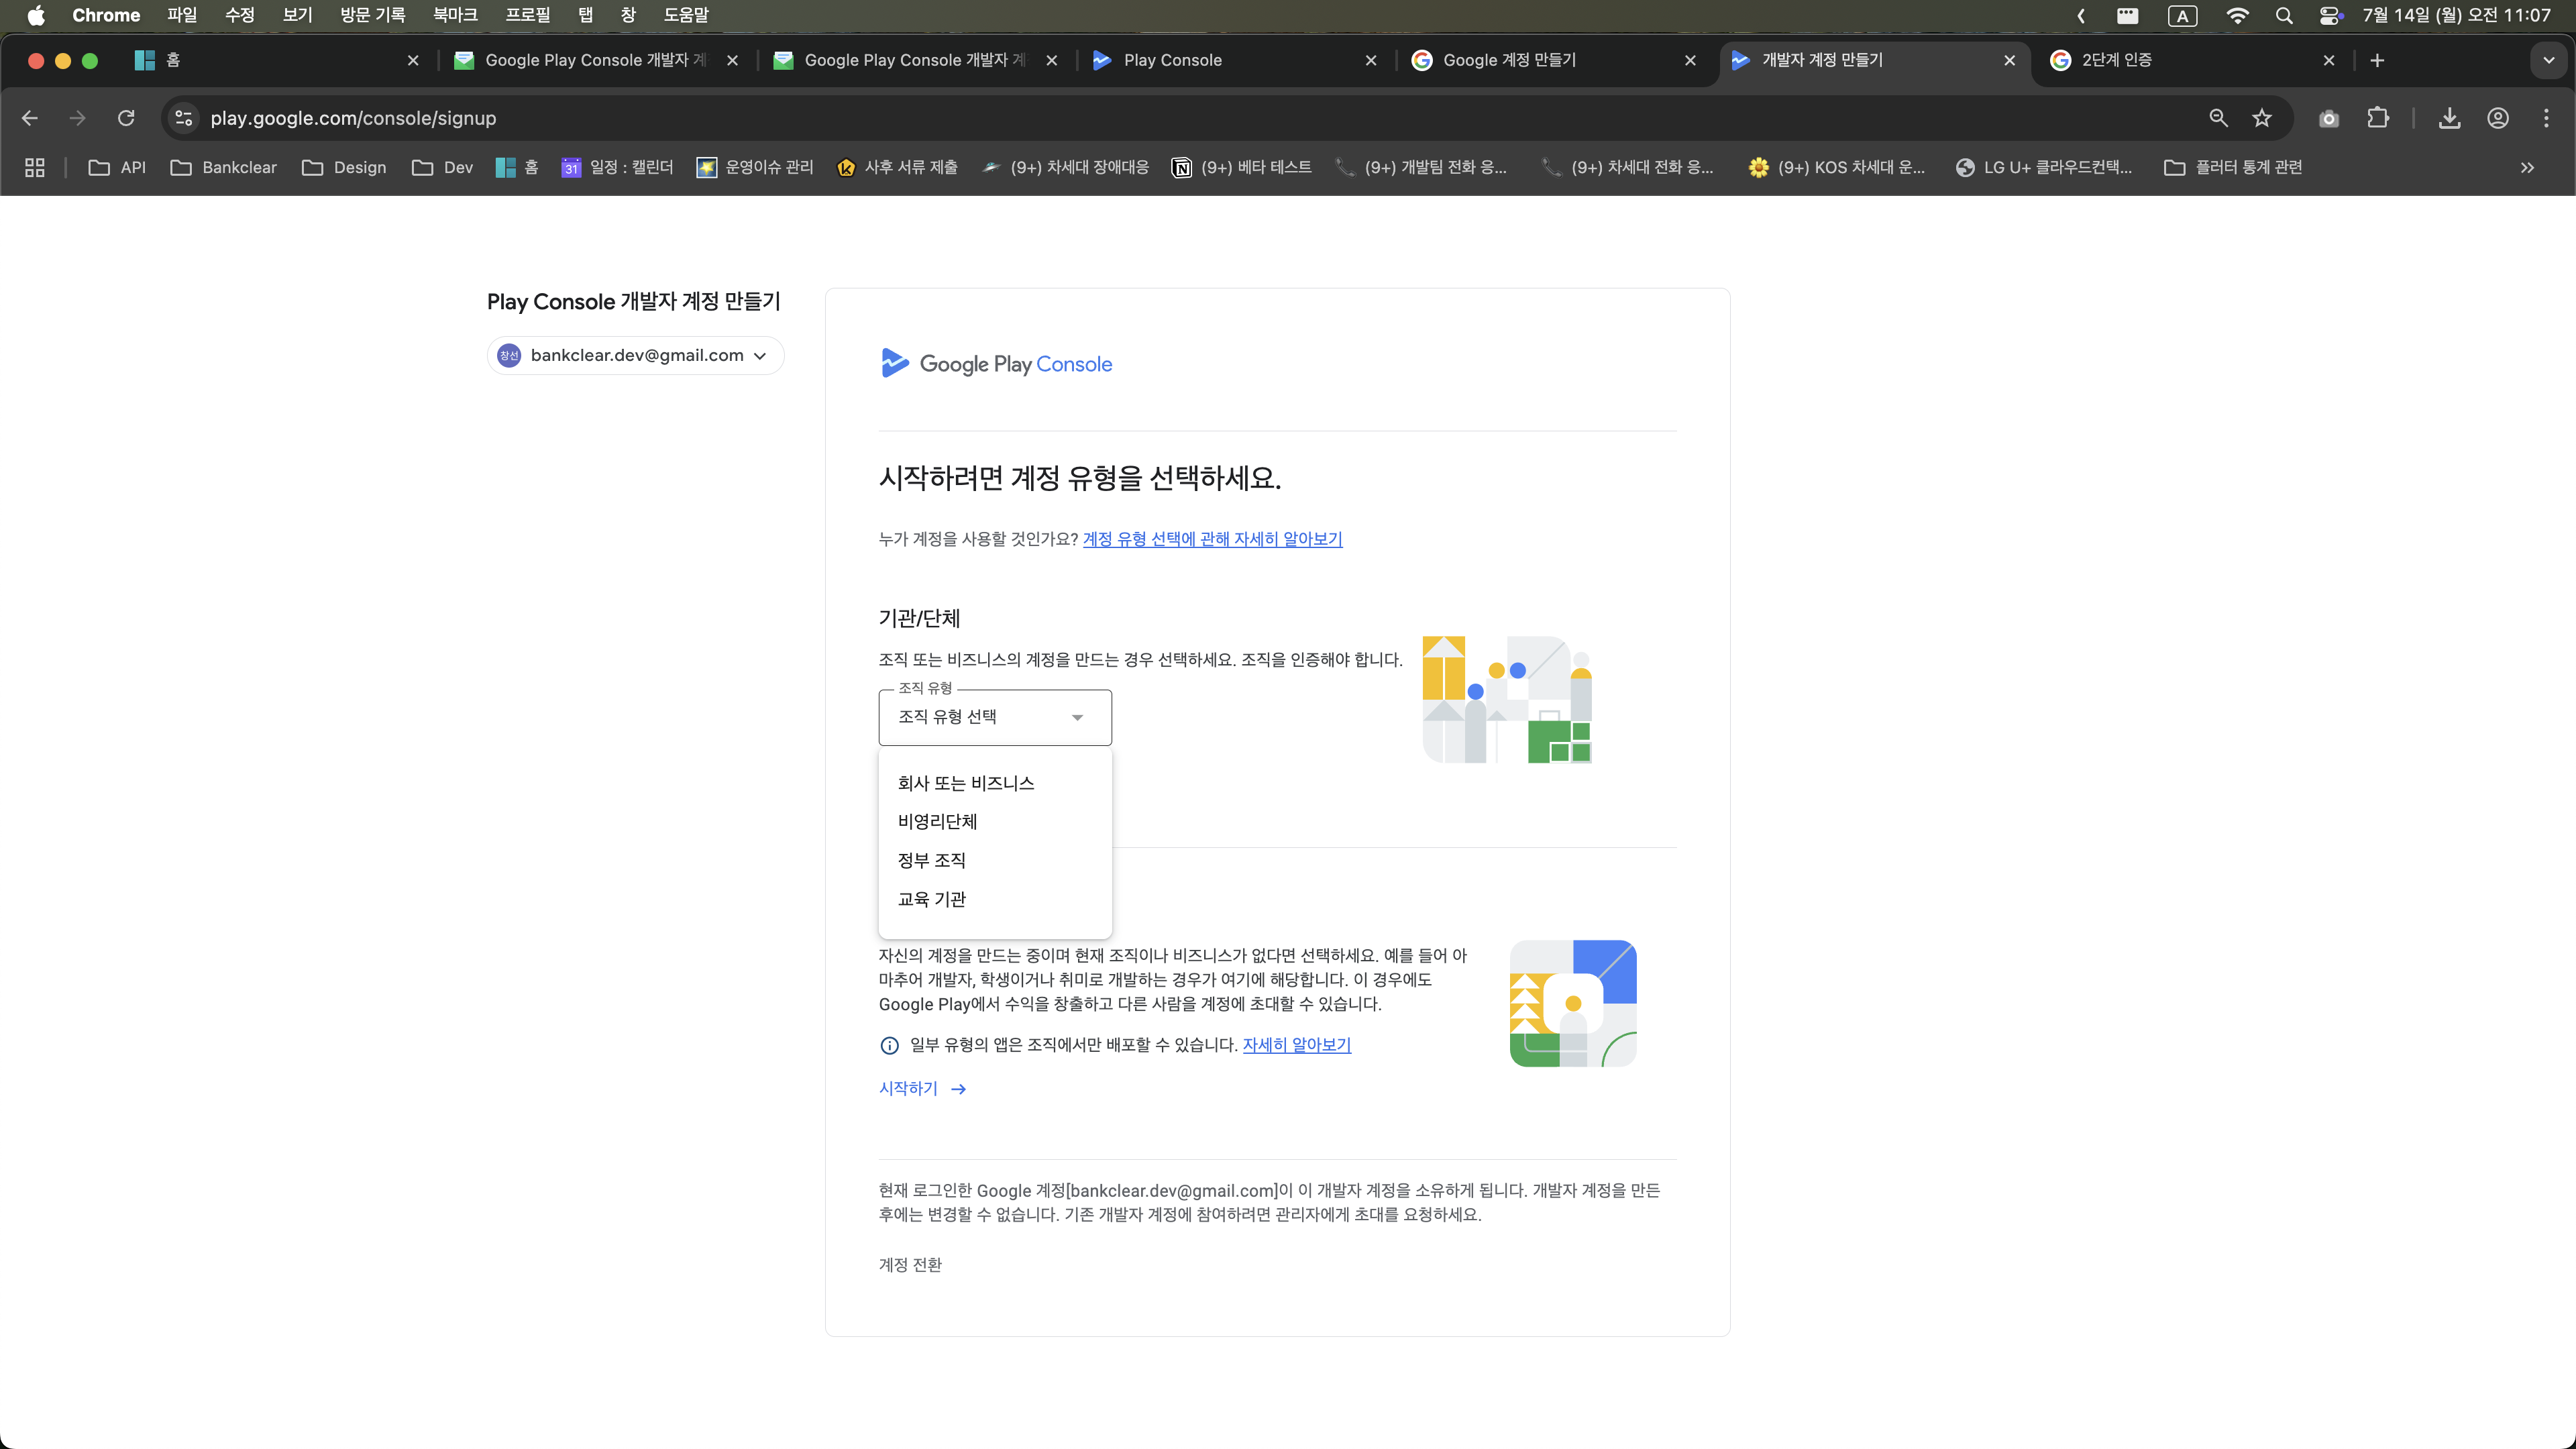 Chrome 파일 수정 보기 방문 기록 북마크 프로필 탭 창 도움말 A 7월 14일 (월) 오전 11:07
홈 Google Play Console 개발자 계 Google Play Console 개발자 계 Play Console Google 계정 만들기 개발자 계정 만들기 2단계 인증
play.google.com/console/signup
API Bankclear Design Dev 홈 31 일정 : 캘린더 운영이슈 관리 사후 서류 제출 (9+) 차세대 장애대응 (9+) 베타 테스트 (9+) 개발팀 전화 응... (9+) 차세대 전화 응... (9+) KOS 차세대 운... LG U+ 클라우드컨택... 플러터 통계 관련
Play Console 개발자 계정 만들기
창선 bankclear.dev@gmail.com
Google Play Console
시작하려면 계정 유형을 선택하세요.
누가 계정을 사용할 것인가요? 계정 유형 선택에 관해 자세히 알아보기
기관/단체
조직 또는 비즈니스의 계정을 만드는 경우 선택하세요. 조직을 인증해야 합니다.
조직 유형
조직 유형 선택
회사 또는 비즈니스
비영리단체
정부 조직
교육 기관
자신의 계정을 만드는 중이며 현재 조직이나 비즈니스가 없다면 선택하세요. 예를 들어 아
마추어 개발자, 학생이거나 취미로 개발하는 경우가 여기에 해당합니다. 이 경우에도
Google Play에서 수익을 창출하고 다른 사람을 계정에 초대할 수 있습니다.
일부 유형의 앱은 조직에서만 배포할 수 있습니다. 자세히 알아보기
시작하기
현재 로그인한 Google 계정[bankclear.dev@gmail.com]이 이 개발자 계정을 소유하게 됩니다. 개발자 계정을 만든
후에는 변경할 수 없습니다. 기존 개발자 계정에 참여하려면 관리자에게 초대를 요청하세요.
계정 전환